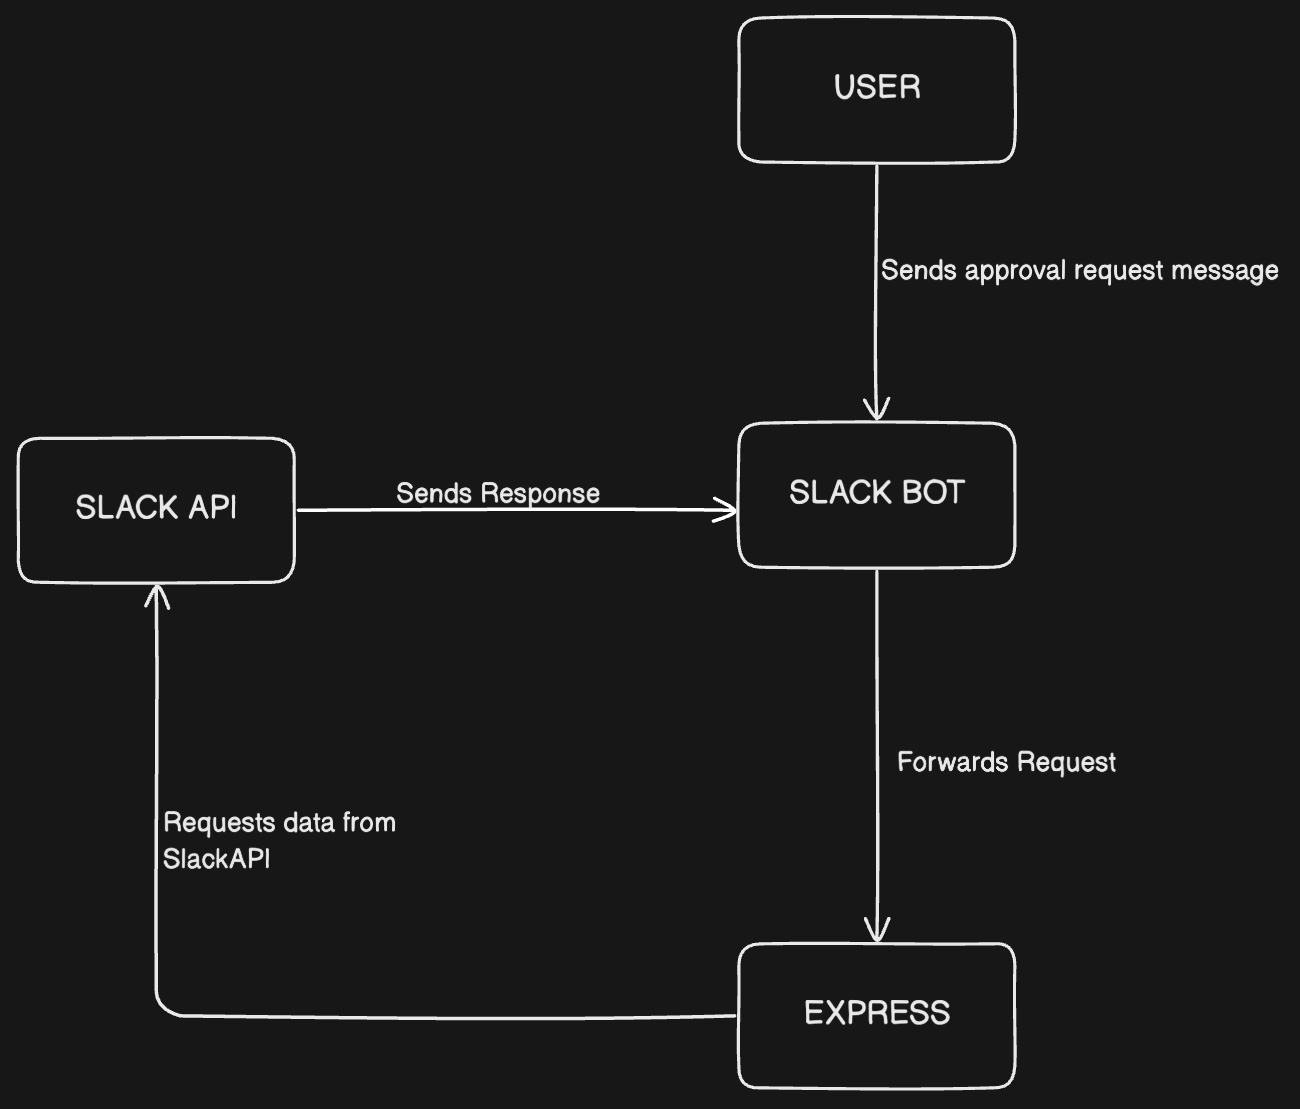 USER
Sends approval request message
SLACK API
Sends Response
SLACK BOT
Forwards Request
Requests data from
SlackAPI
EXPRESS